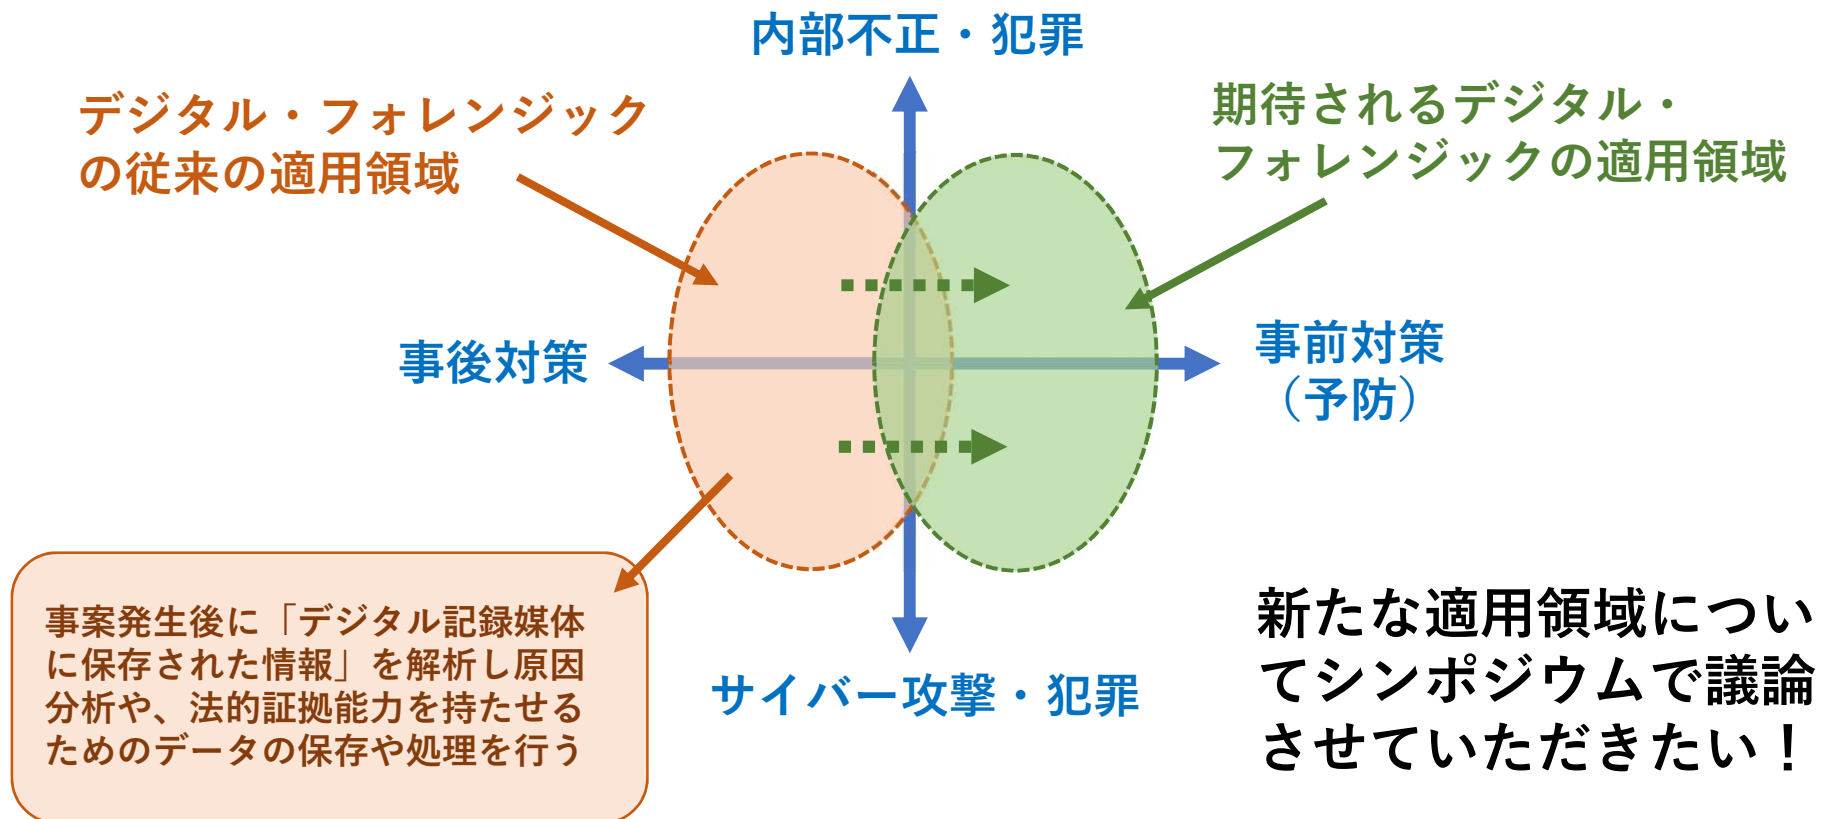 内部不正・犯罪
デジタル・フォレンジック
の従来の適用領域
期待されるデジタル・
フォレンジックの適用領域
事後対策
事前対策
（予防）
サイバー攻撃・犯罪
事案発生後に「デジタル記録媒体
に保存された情報」を解析し原因
分析や、法的証拠能力を持たせる
ためのデータの保存や処理を行う
新たな適用領域につい
てシンポジウムで議論
させていただきたい！